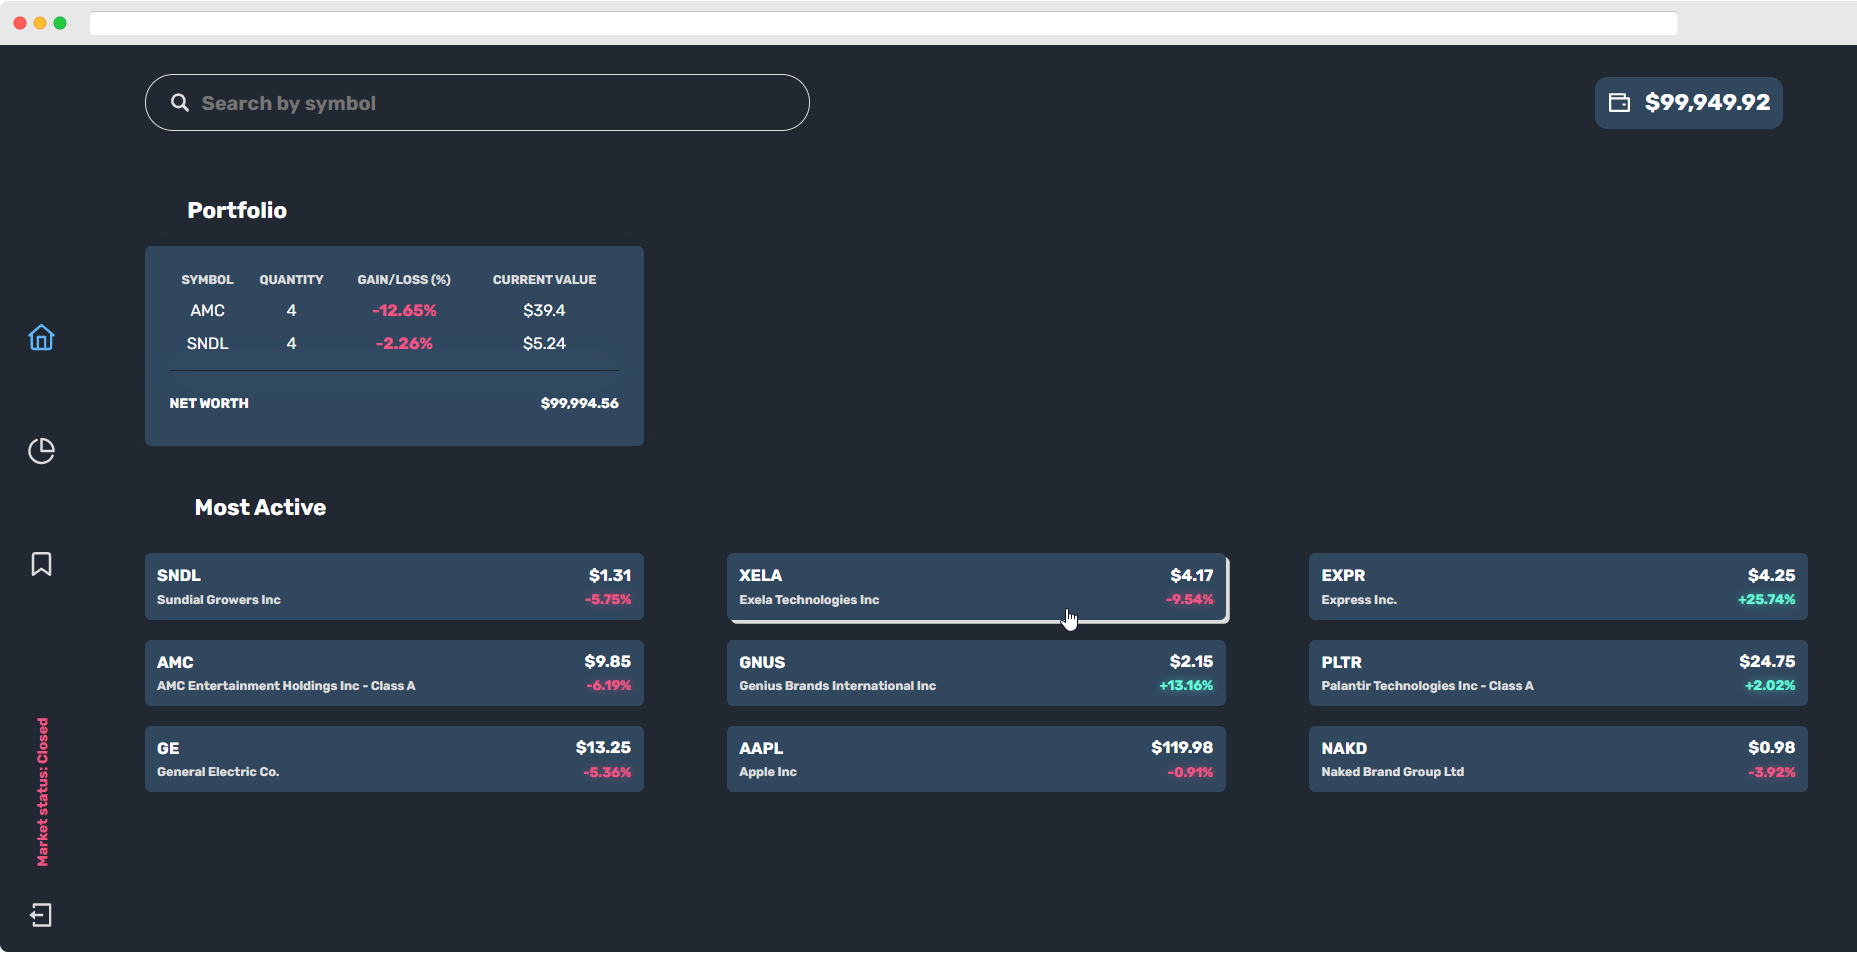 Search by symbol
$99,949.92
Portfolio
SYMBOL QUANTITY GAIN/LOSS (%) CURRENT VALUE
AMC 4 -12.65% $39.4
SNDL 4 -2.26% $5.24
NET WORTH $99,994.56
Most Active
SNDL $1.31
Sundial Growers Inc -5.75%
XELA $4.17
Exela Technologies Inc -9.54%
EXPR $4.25
Express Inc. +25.74%
AMC $9.85
AMC Entertainment Holdings Inc - Class A -6.19%
GNUS $2.15
Genius Brands International Inc +13.16%
PLTR $24.75
Palantir Technologies Inc - Class A +2.02%
GE $13.25
General Electric Co. -5.36%
AAPL $119.98
Apple Inc -0.91%
NAKD $0.98
Naked Brand Group Ltd -3.92%
Market status: Closed